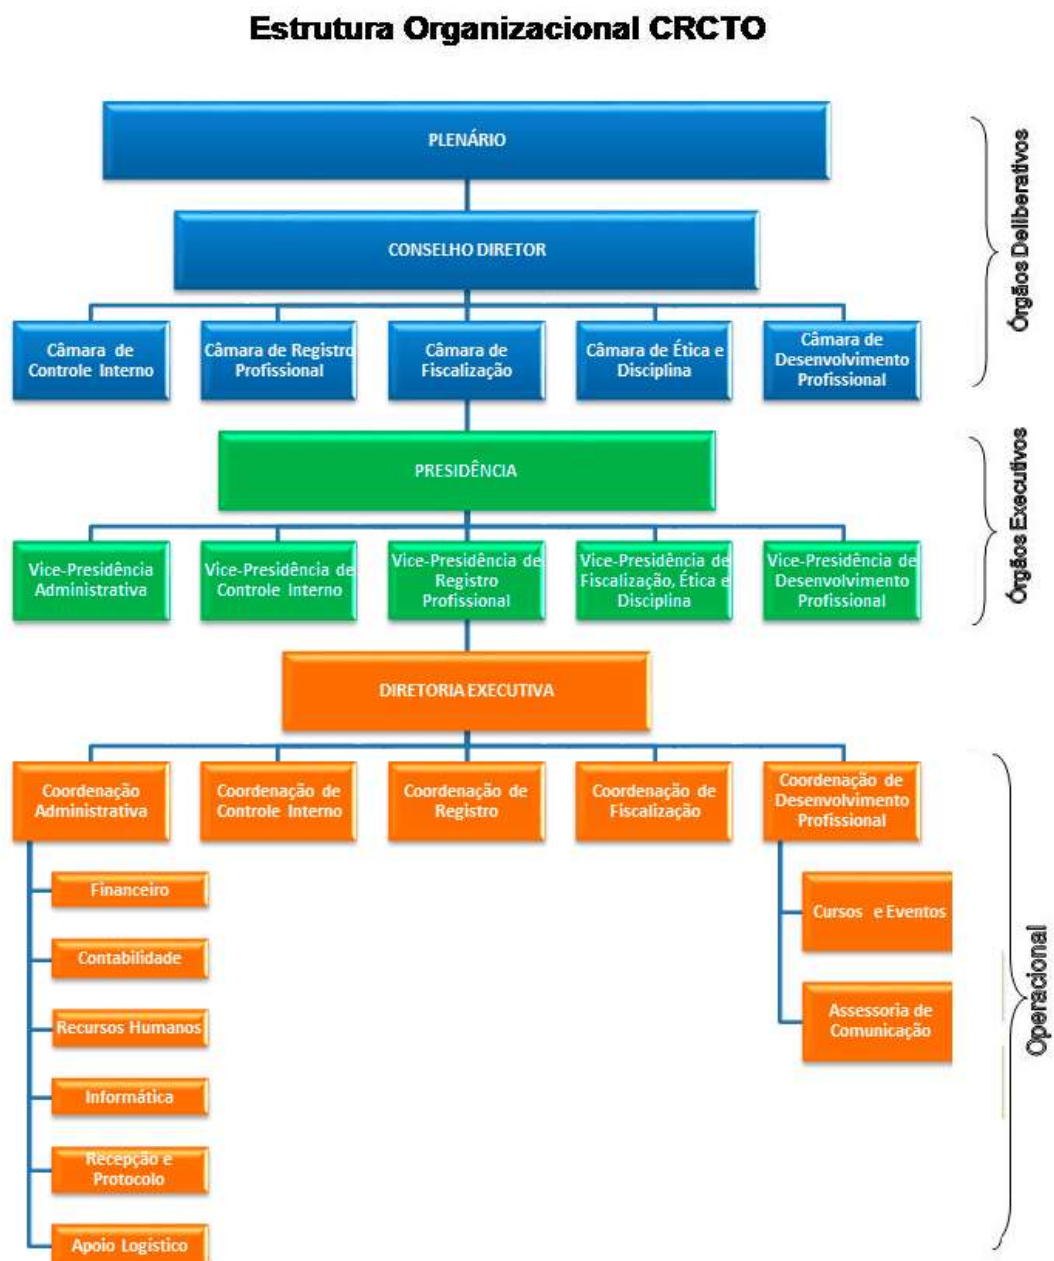 Estrutura Organizacional CRCTO
PLENÁRIO
CONSELHO DIRETOR
Câmara de
Controle Interno
Câmara de Registro
Profissional
Câmara de
Fiscalização
Câmara de Ética e
Disciplina
Câmara de
Desenvolvimento
Profissional
Órgãos Deliberativos
PRESIDÊNCIA
Vice-Presidência
Administrativa
Vice-Presidência de
Controle Interno
Vice-Presidência de
Registro
Profissional
Vice-Presidência de
Fiscalização, Ética e
Disciplina
Vice-Presidência de
Desenvolvimento
Profissional
Órgãos Executivos
DIRETORIA EXECUTIVA
Coordenação
Administrativa
Coordenação de
Controle Interno
Coordenação de
Registro
Coordenação de
Fiscalização
Coordenação de
Desenvolvimento
Profissional
Financeiro
Contabilidade
Recursos Humanos
Informática
Recepção e
Protocolo
Apoio Logístico
Cursos e Eventos
Assessoria de
Comunicação
Operacional